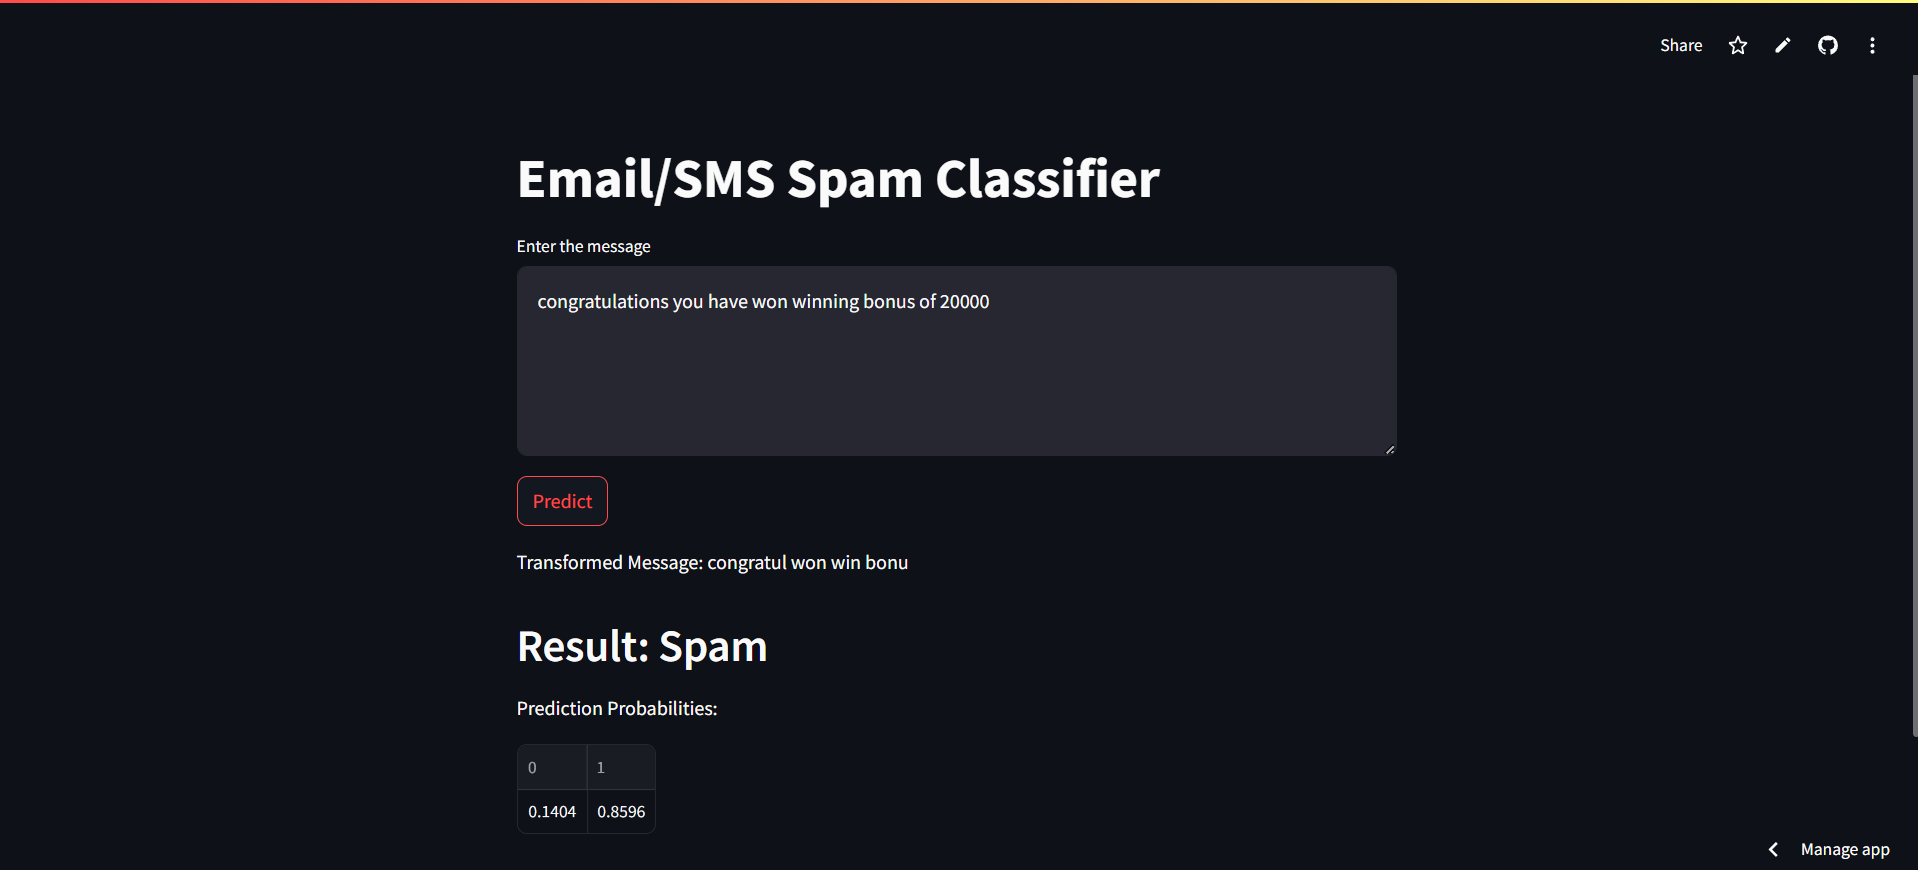 Share
Email/SMS Spam Classifier
Enter the message
congratulations you have won winning bonus of 20000
Predict
Transformed Message: congratul won win bonu
Result: Spam
Prediction Probabilities:
0 1
0.1404 0.8596
Manage app